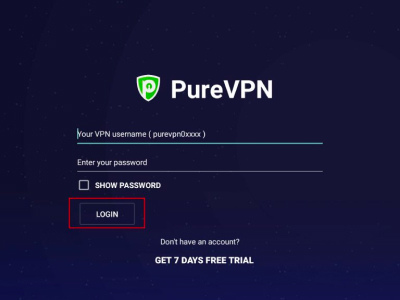 PureVPN
Your VPN username ( purevpn0xxxx )
Enter your password
SHOW PASSWORD
LOGIN
Don't have an account?
GET 7 DAYS FREE TRIAL